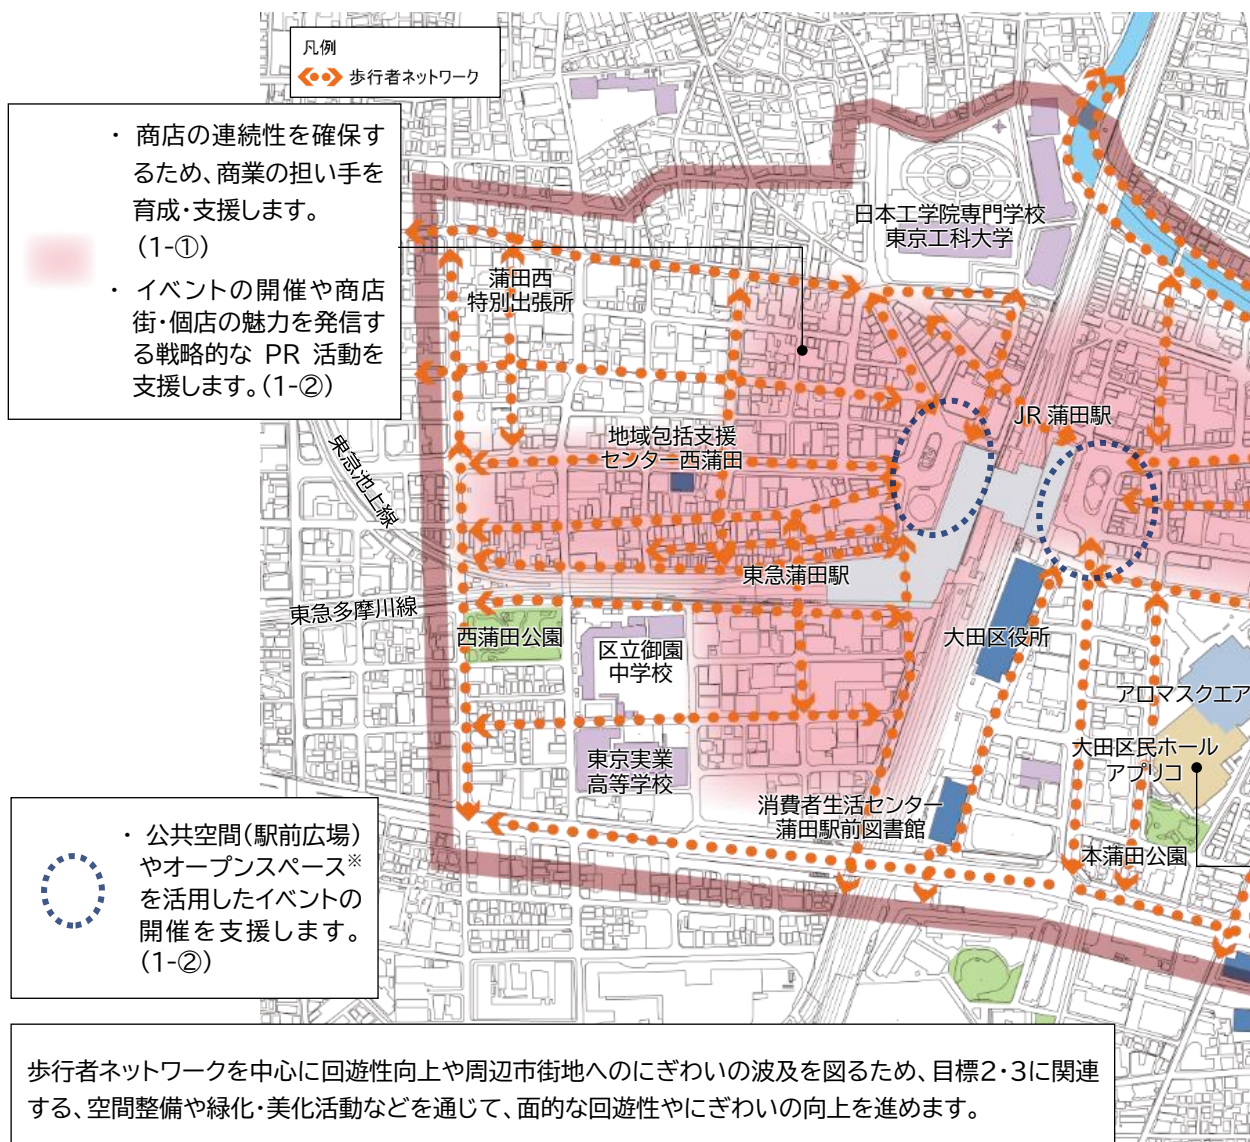 凡例
歩行者ネットワーク
・ 商店の連続性を確保す
るため、商業の担い手を
育成・支援します。
(1-①)
・ イベントの開催や商店
街・個店の魅力を発信す
る戦略的な PR 活動を
支援します。(1-②)
日本工学院専門学校
東京工科大学
蒲田西
特別出張所
JR 蒲田駅
地域包括支援
センター西蒲田
東急池上線
東急蒲田駅
東急多摩川線
西蒲田公園
区立御園
中学校
大田区役所
アロマスクエア
大田区民ホール
アプリコ
東京実業
高等学校
消費者生活センター
蒲田駅前図書館
本蒲田公園
・ 公共空間(駅前広場)
やオープンスペース※
を活用したイベントの
開催を支援します。
(1-②)
歩行者ネットワークを中心に回遊性向上や周辺市街地へのにぎわいの波及を図るため、目標2・3に関連
する、空間整備や緑化・美化活動などを通じて、面的な回遊性やにぎわいの向上を進めます。